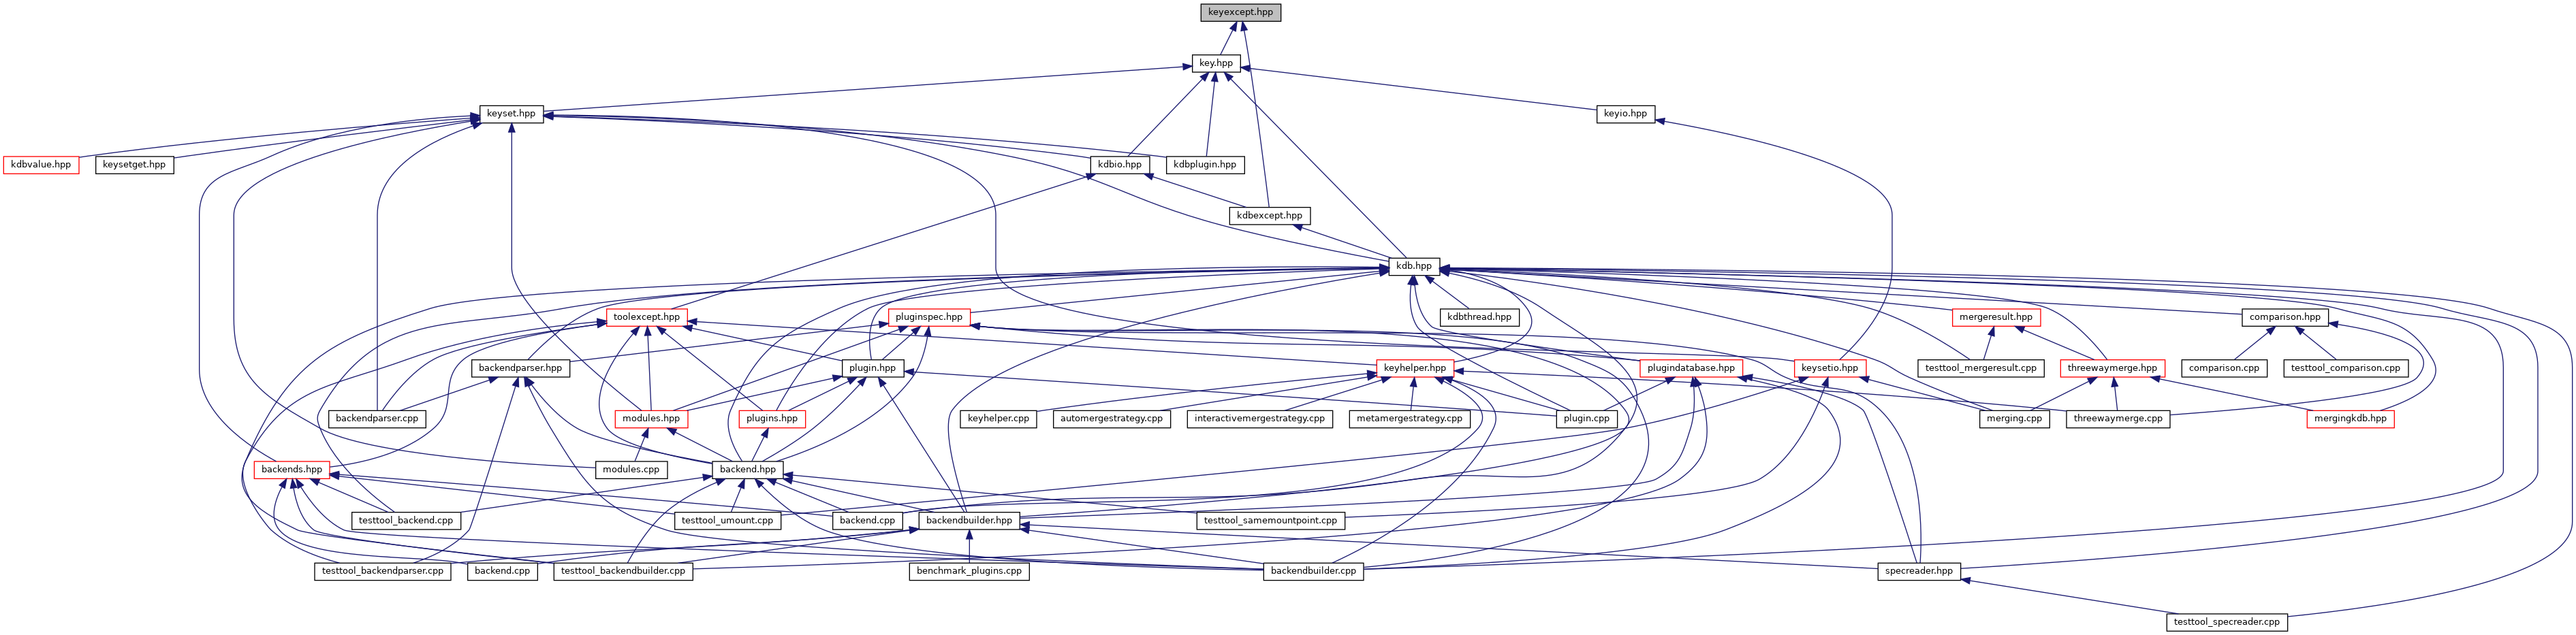 keyexcept.hpp
key.hpp
keyset.hpp
keyio.hpp
kdbvalue.hpp
keysetget.hpp
kdbio.hpp
kdbplugin.hpp
kdbexcept.hpp
kdb.hpp
toolexcept.hpp
pluginspec.hpp
kdbthread.hpp
mergeresult.hpp
comparison.hpp
backendparser.hpp
plugin.hpp
keyhelper.hpp
plugindatabase.hpp
keysetio.hpp
testtool_mergeresult.cpp
threewaymerge.hpp
comparison.cpp
testtool_comparison.cpp
backendparser.cpp
modules.hpp
plugins.hpp
keyhelper.cpp
automergestrategy.cpp
interactivemergestrategy.cpp
metamergestrategy.cpp
plugin.cpp
merging.cpp
threewaymerge.cpp
mergingkdb.hpp
backends.hpp
modules.cpp
backend.hpp
testtool_backend.cpp
testtool_umount.cpp
backend.cpp
backendbuilder.hpp
testtool_samemountpoint.cpp
testtool_backendparser.cpp
backend.cpp
testtool_backendbuilder.cpp
benchmark_plugins.cpp
backendbuilder.cpp
specreader.hpp
testtool_specreader.cpp